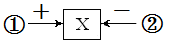 ① + X − ②